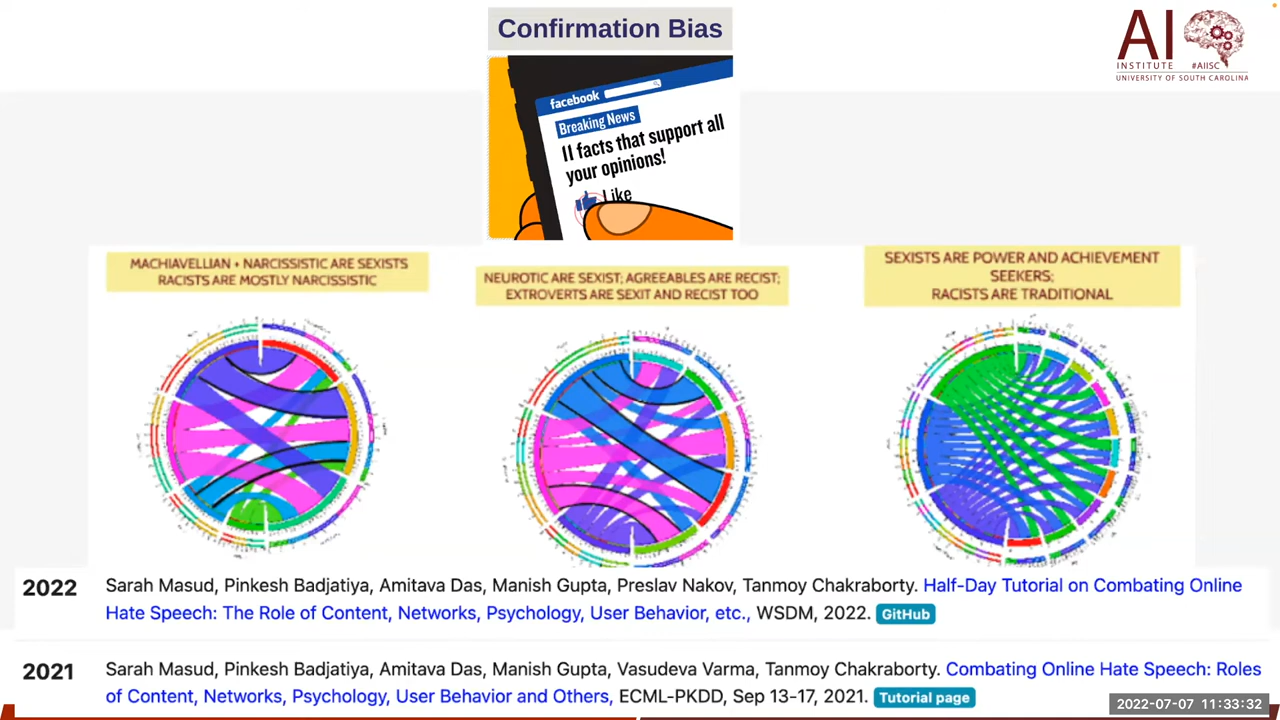 Confirmation Bias
AI
INSTITUTE #AIISC
UNIVERSITY OF SOUTH CAROLINA
facebook
Breaking News
11 facts that support all
your opinions!
Like
MACHIAVELLIAN + NARCISSISTIC ARE SEXISTS
RACISTS ARE MOSTLY NARCISSISTIC
NEUROTIC ARE SEXIST; AGREEABLES ARE RECIST;
EXTROVERTS ARE SEXIT AND RECIST TOO
SEXISTS ARE POWER AND ACHIEVEMENT
SEEKERS;
RACISTS ARE TRADITIONAL
2022 Sarah Masud, Pinkesh Badjatiya, Amitava Das, Manish Gupta, Preslav Nakov, Tanmoy Chakraborty. Half-Day Tutorial on Combating Online
Hate Speech: The Role of Content, Networks, Psychology, User Behavior, etc., WSDM, 2022. GitHub
2021 Sarah Masud, Pinkesh Badjatiya, Amitava Das, Manish Gupta, Vasudeva Varma, Tanmoy Chakraborty. Combating Online Hate Speech: Roles
of Content, Networks, Psychology, User Behavior and Others, ECML-PKDD, Sep 13-17, 2021. Tutorial page
2022-07-07 11:33:32